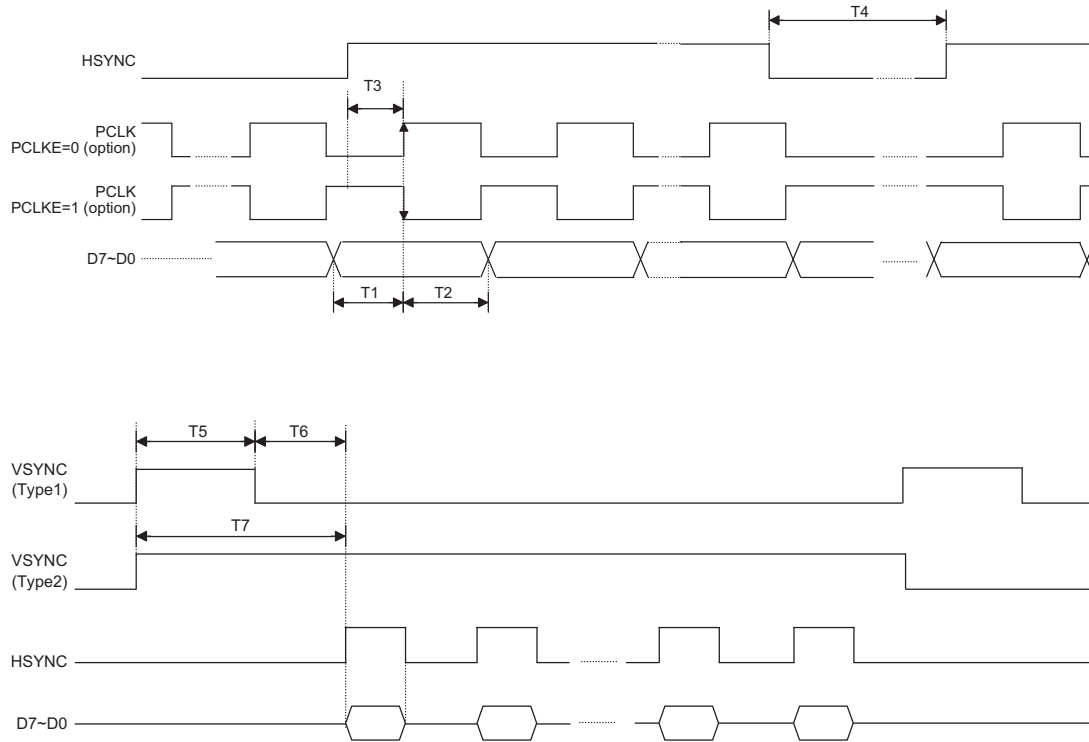 T4
HSYNC
T3
PCLK
PCLKE=0 (option)
PCLK
PCLKE=1 (option)
D7~D0
T1 T2
T5 T6
VSYNC
(Type1)
T7
VSYNC
(Type2)
HSYNC
D7~D0